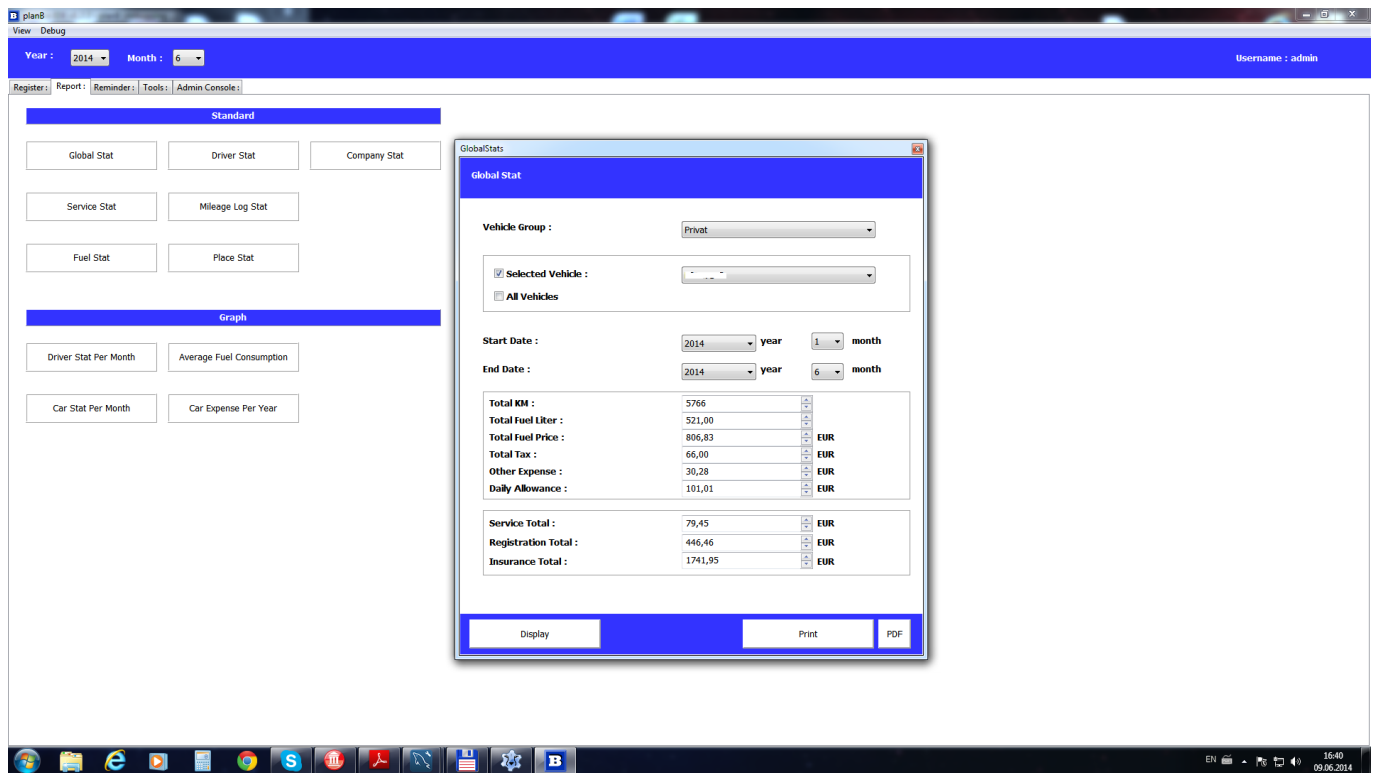 planB
View Debug
Year : 2014 Month : 6 Username : admin
Register : Report : Reminder : Tools : Admin Console :
Standard
Global Stat Driver Stat Company Stat
Service Stat Mileage Log Stat
Fuel Stat Place Stat
Graph
Driver Stat Per Month Average Fuel Consumption
Car Stat Per Month Car Expense Per Year
GlobalStats
Global Stat
Vehicle Group : Privat
Selected Vehicle :
All Vehicles
Start Date : 2014 year 1 month
End Date : 2014 year 6 month
Total KM : 5766
Total Fuel Liter : 521,00
Total Fuel Price : 806,83 EUR
Total Tax : 66,00 EUR
Other Expense : 30,28 EUR
Daily Allowance : 101,01 EUR
Service Total : 79,45 EUR
Registration Total : 446,46 EUR
Insurance Total : 1741,95 EUR
Display Print PDF
EN 16:40
09.06.2014